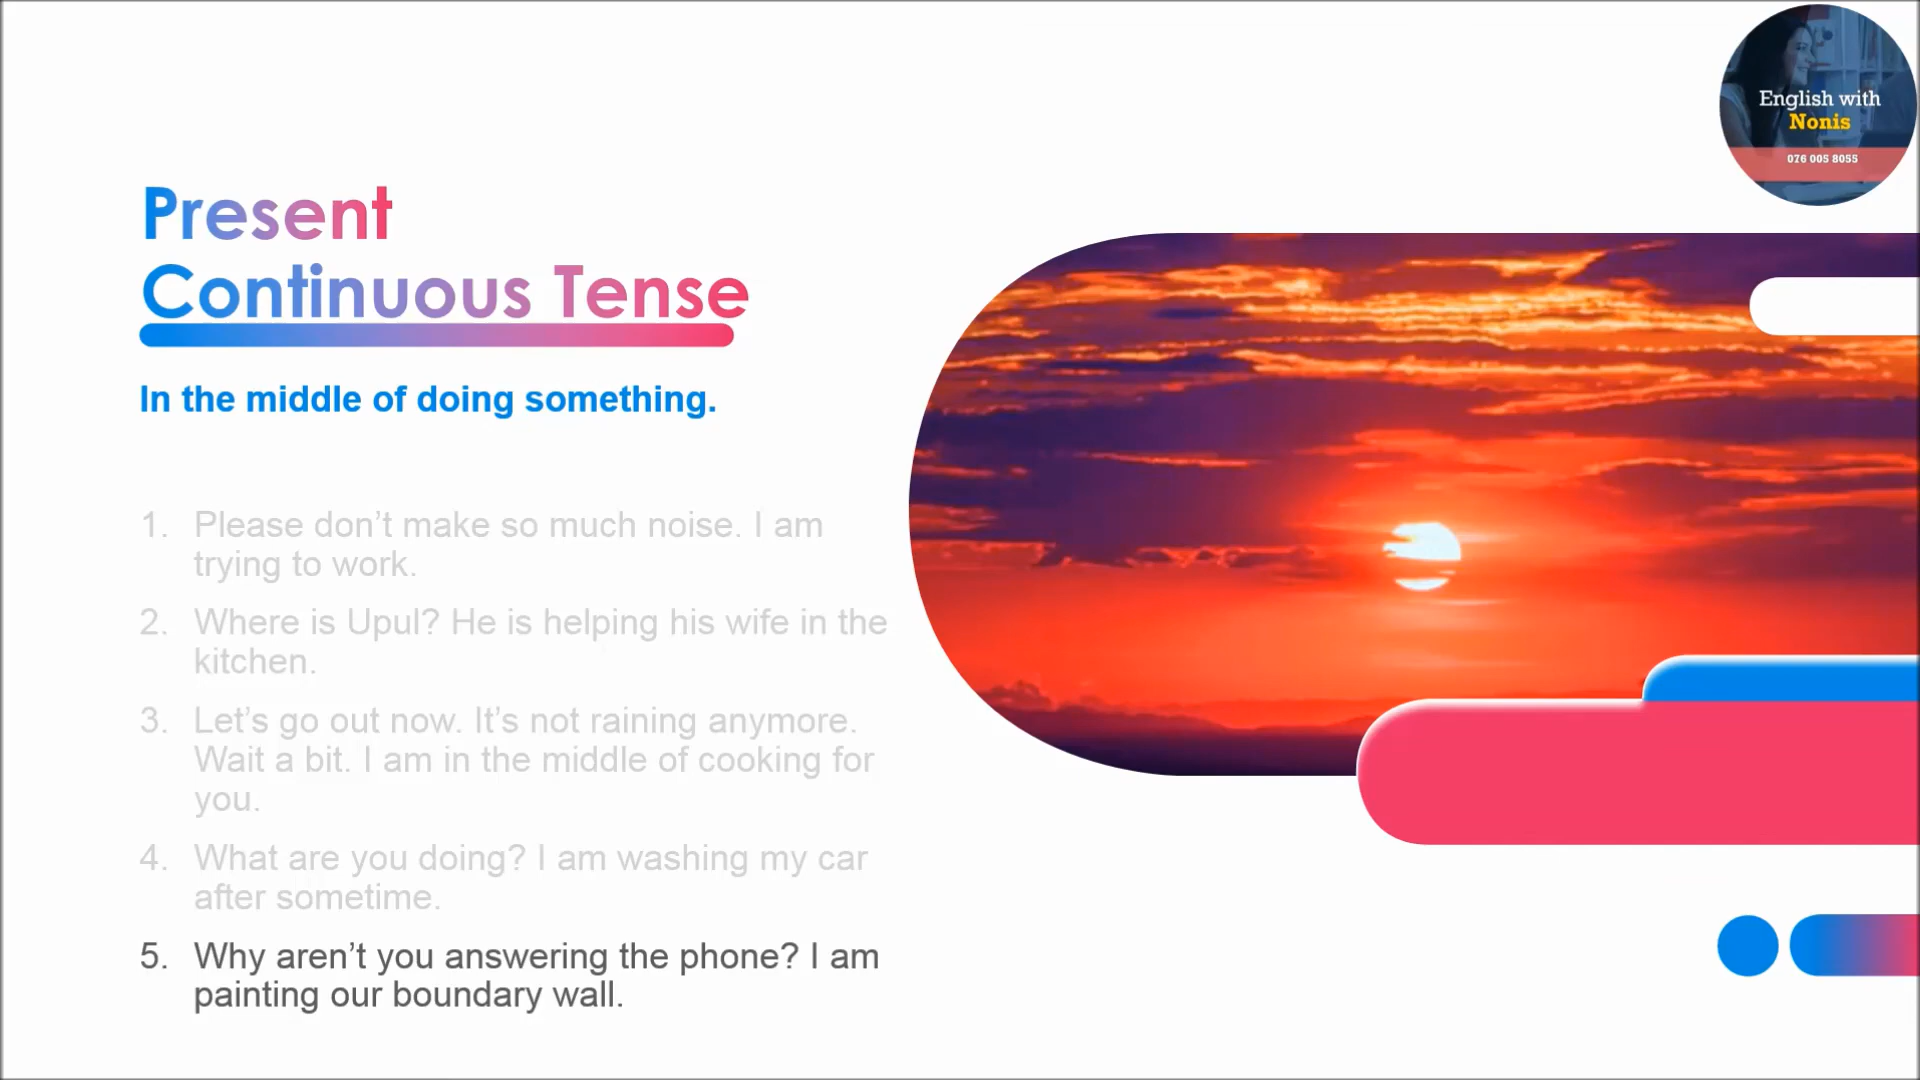 English with
Nonis
076 005 8055
Present
Continuous Tense
In the middle of doing something.
1. Please don’t make so much noise. I am
trying to work.
2. Where is Upul? He is helping his wife in the
kitchen.
3. Let’s go out now. It’s not raining anymore.
Wait a bit. I am in the middle of cooking for
you.
4. What are you doing? I am washing my car
after sometime.
5. Why aren’t you answering the phone? I am
painting our boundary wall.